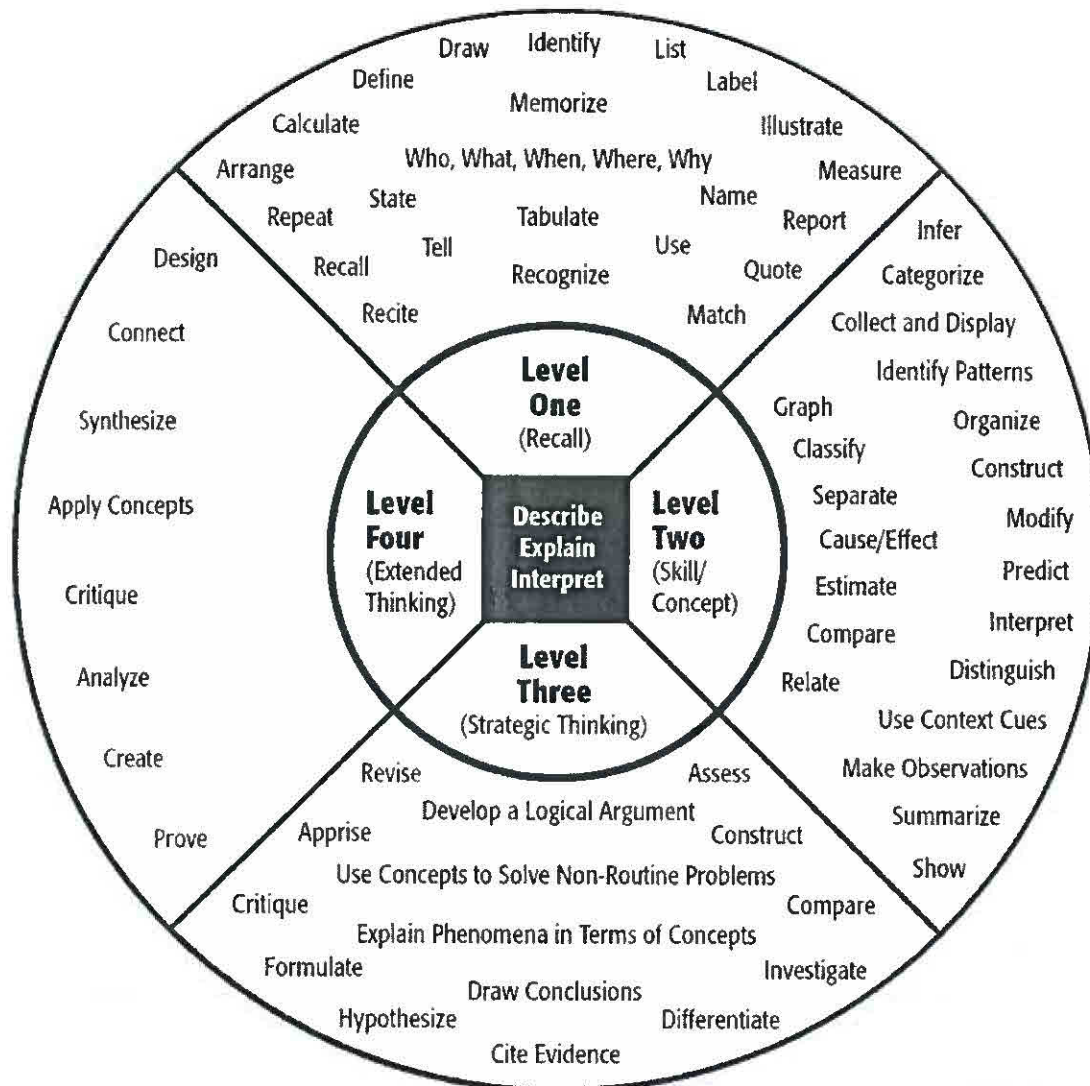 Draw
Identify
List
Define
Label
Memorize
Calculate
Illustrate
Who, What, When, Where, Why
Arrange
Measure
State
Name
Repeat
Tabulate
Report
Tell
Use
Recall
Recognize
Quote
Recite
Match
Level
One
(Recall)
Infer
Categorize
Collect and Display
Identify Patterns
Graph
Organize
Classify
Construct
Separate
Modify
Cause/Effect
Predict
Estimate
Interpret
Compare
Distinguish
Relate
Use Context Cues
Make Observations
Summarize
Show
Level
Two
(Skill/
Concept)
Describe
Explain
Interpret
Level
Three
(Strategic Thinking)
Revise
Assess
Develop a Logical Argument
Apprise
Construct
Use Concepts to Solve Non-Routine Problems
Critique
Compare
Explain Phenomena in Terms of Concepts
Formulate
Investigate
Draw Conclusions
Hypothesize
Differentiate
Cite Evidence
Level
Four
(Extended
Thinking)
Design
Connect
Synthesize
Apply Concepts
Critique
Analyze
Create
Prove